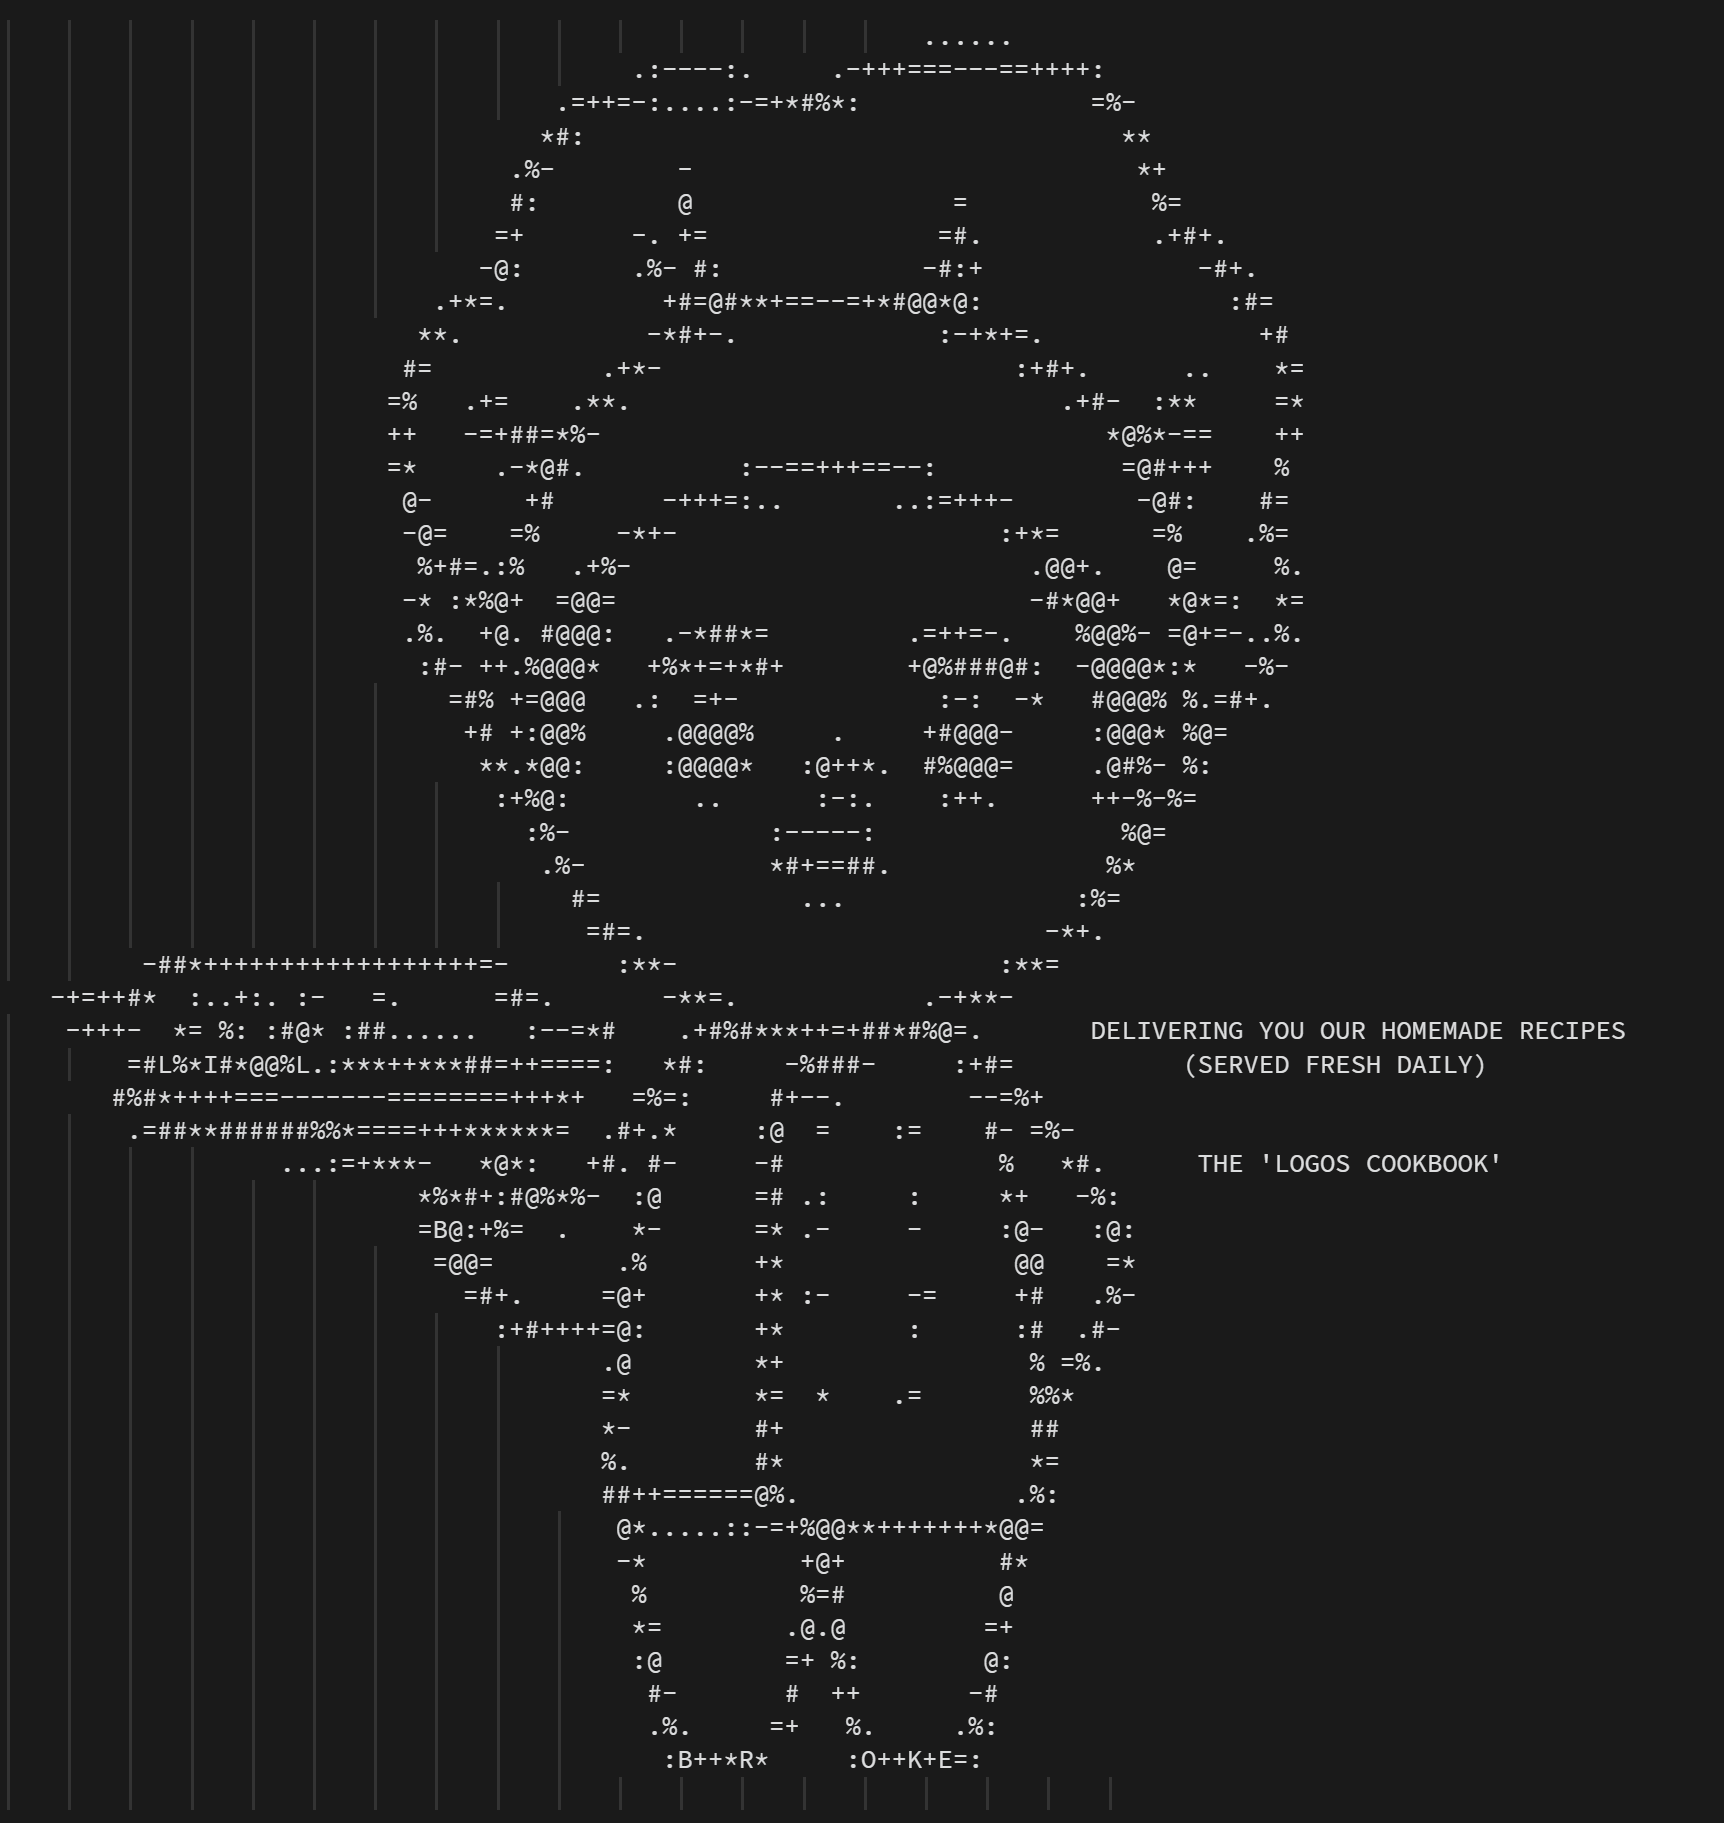 DELIVERING YOU OUR HOMEMADE RECIPES
(SERVED FRESH DAILY)
THE 'LOGOS COOKBOOK'